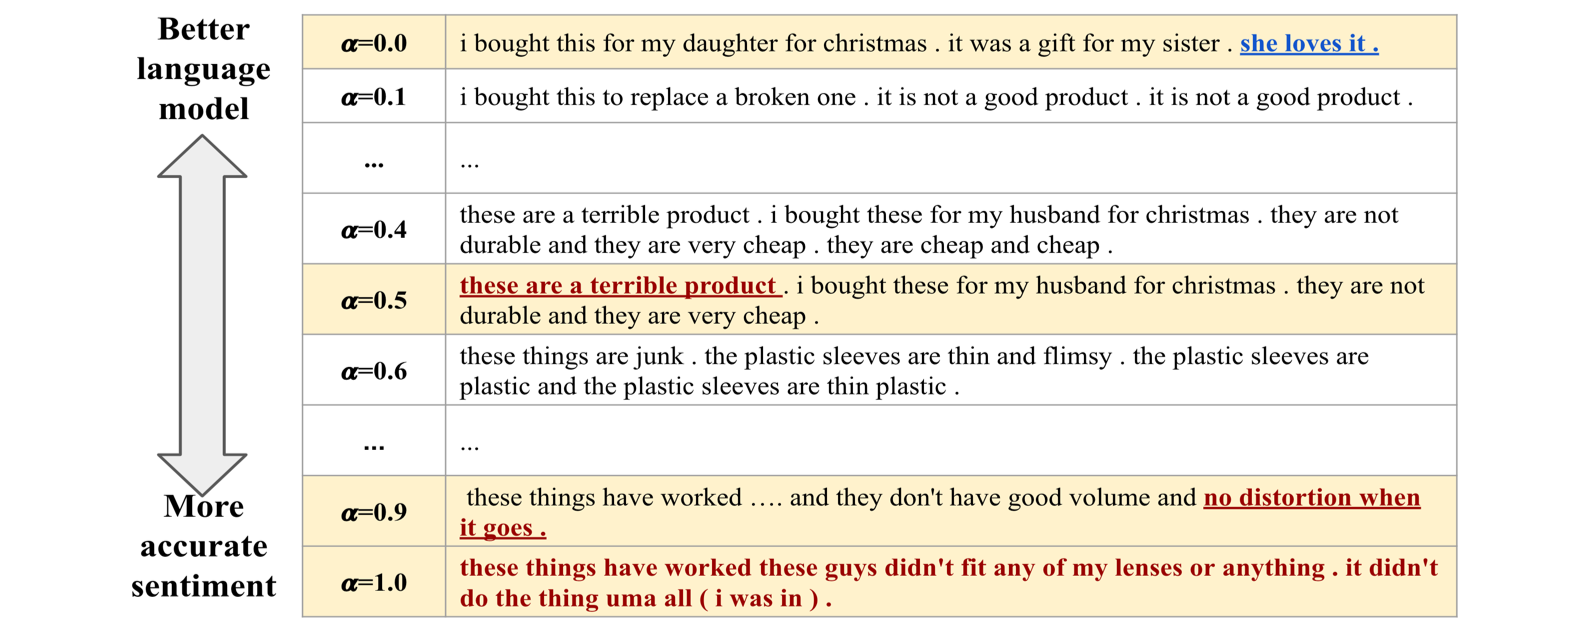 Better
language
model
More
accurate
sentiment
α=0.0
i bought this for my daughter for christmas . it was a gift for my sister . she loves it .
α=0.1
i bought this to replace a broken one . it is not a good product . it is not a good product .
...
...
α=0.4
these are a terrible product . i bought these for my husband for christmas . they are not
durable and they are very cheap . they are cheap and cheap .
α=0.5
these are a terrible product . i bought these for my husband for christmas . they are not
durable and they are very cheap .
α=0.6
these things are junk . the plastic sleeves are thin and flimsy . the plastic sleeves are
plastic and the plastic sleeves are thin plastic .
...
...
α=0.9
these things have worked …. and they don't have good volume and no distortion when
it goes .
α=1.0
these things have worked these guys didn't fit any of my lenses or anything . it didn't
do the thing uma all ( i was in ) .